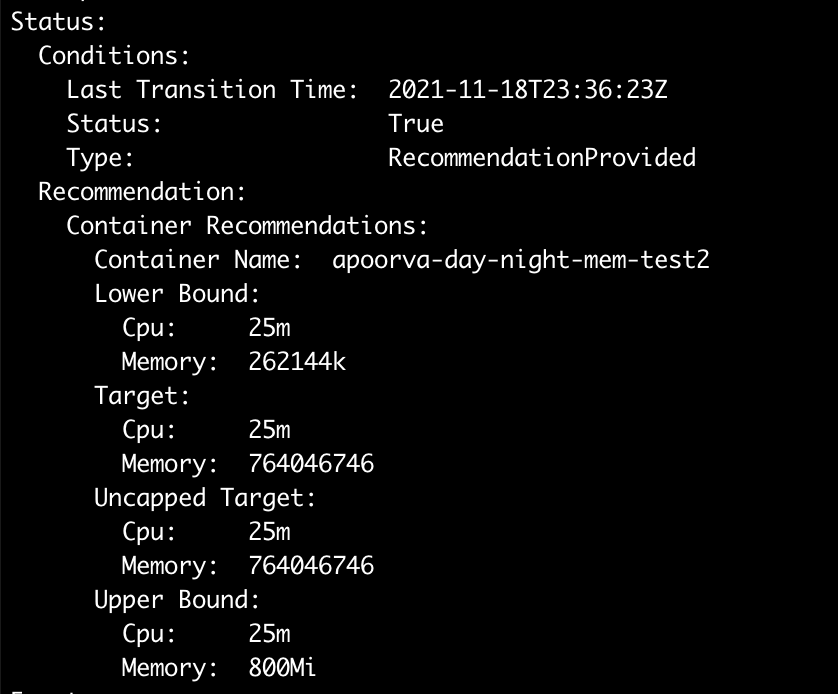 Status:
  Conditions:
    Last Transition Time:  2021-11-18T23:36:23Z
    Status:                True
    Type:                  RecommendationProvided
  Recommendation:
    Container Recommendations:
      Container Name:  apoorva-day-night-mem-test2
      Lower Bound:
        Cpu:     25m
        Memory:  262144k
      Target:
        Cpu:     25m
        Memory:  764046746
      Uncapped Target:
        Cpu:     25m
        Memory:  764046746
      Upper Bound:
        Cpu:     25m
        Memory:  800Mi